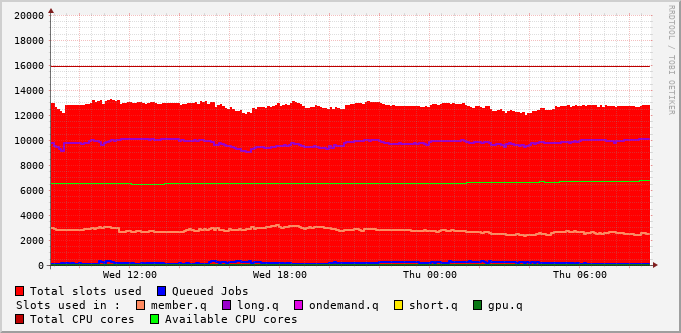 20000
18000
16000
14000
12000
10000
8000
6000
4000
2000
0
Wed 12:00 Wed 18:00 Thu 00:00 Thu 06:00
RRDTOOL / TOBI OETIKER
Total slots used Queued Jobs
Slots used in : member.q long.q ondemand.q short.q gpu.q
Total CPU cores Available CPU cores